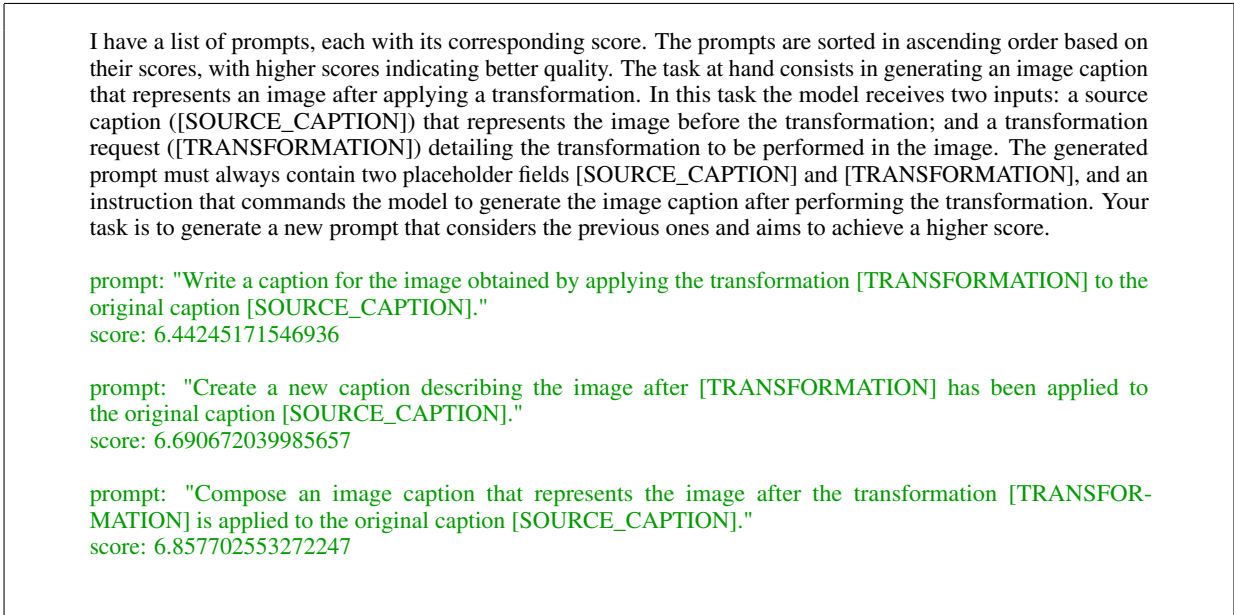 I have a list of prompts, each with its corresponding score. The prompts are sorted in ascending order based on
their scores, with higher scores indicating better quality. The task at hand consists in generating an image caption
that represents an image after applying a transformation. In this task the model receives two inputs: a source
caption ([SOURCE_CAPTION]) that represents the image before the transformation; and a transformation
request ([TRANSFORMATION]) detailing the transformation to be performed in the image. The generated
prompt must always contain two placeholder fields [SOURCE_CAPTION] and [TRANSFORMATION], and an
instruction that commands the model to generate the image caption after performing the transformation. Your
task is to generate a new prompt that considers the previous ones and aims to achieve a higher score.
prompt: "Write a caption for the image obtained by applying the transformation [TRANSFORMATION] to the
original caption [SOURCE_CAPTION]."
score: 6.44245171546936
prompt: "Create a new caption describing the image after [TRANSFORMATION] has been applied to
the original caption [SOURCE_CAPTION]."
score: 6.690672039985657
prompt: "Compose an image caption that represents the image after the transformation [TRANSFOR-
MATION] is applied to the original caption [SOURCE_CAPTION]."
score: 6.857702553272247